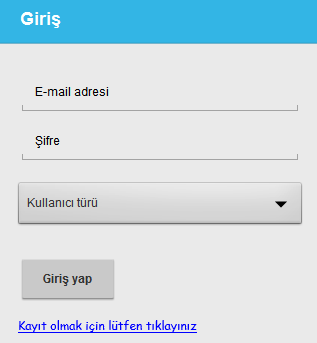 Giriş
E-mail adresi
Şifre
Kullanıcı türü
Giriş yap
Kayıt olmak için lütfen tıklayınız